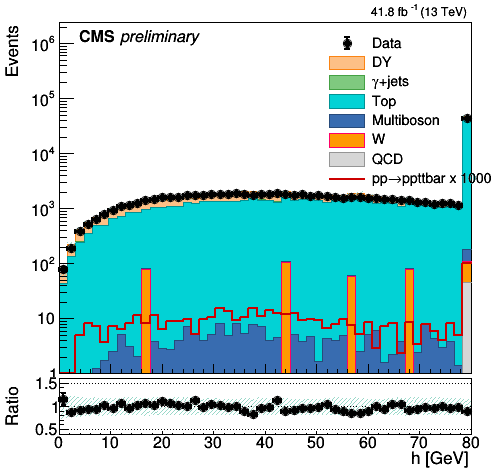 41.8 fb⁻¹ (13 TeV)
CMS preliminary
Events
10⁶
10⁵
10⁴
10³
10²
10
1
Data
DY
γ+jets
Top
Multiboson
W
QCD
pp→ppttbar x 1000
Ratio
1.5
1
0.5
0 10 20 30 40 50 60 70 80
h [GeV]